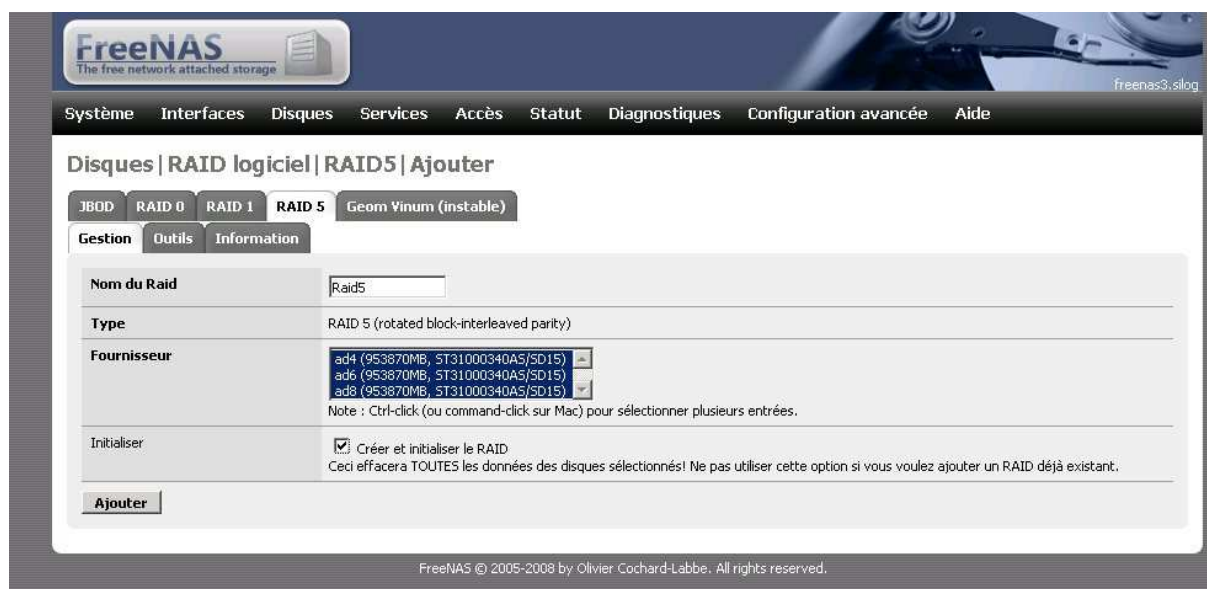 FreeNAS
The free network attached storage
freenas3.silog
Système Interfaces Disques Services Accès Statut Diagnostiques Configuration avancée Aide
Disques|RAID logiciel|RAID5|Ajouter
JBOD RAID 0 RAID 1 RAID 5 Geom Vinum (instable)
Gestion Outils Information
Nom du Raid Raid5
Type RAID 5 (rotated block-interleaved parity)
Fournisseur ad4 (953870MB, ST31000340AS/SD15)
ad6 (953870MB, ST31000340AS/SD15)
ad8 (953870MB, ST31000340AS/SD15)
Note : Ctrl-click (ou command-click sur Mac) pour sélectionner plusieurs entrées.
Initialiser Créer et initialiser le RAID
Ceci effacera TOUTES les données des disques sélectionnés! Ne pas utiliser cette option si vous voulez ajouter un RAID déjà existant.
Ajouter
FreeNAS © 2005-2008 by Olivier Cochard-Labbe. All rights reserved.